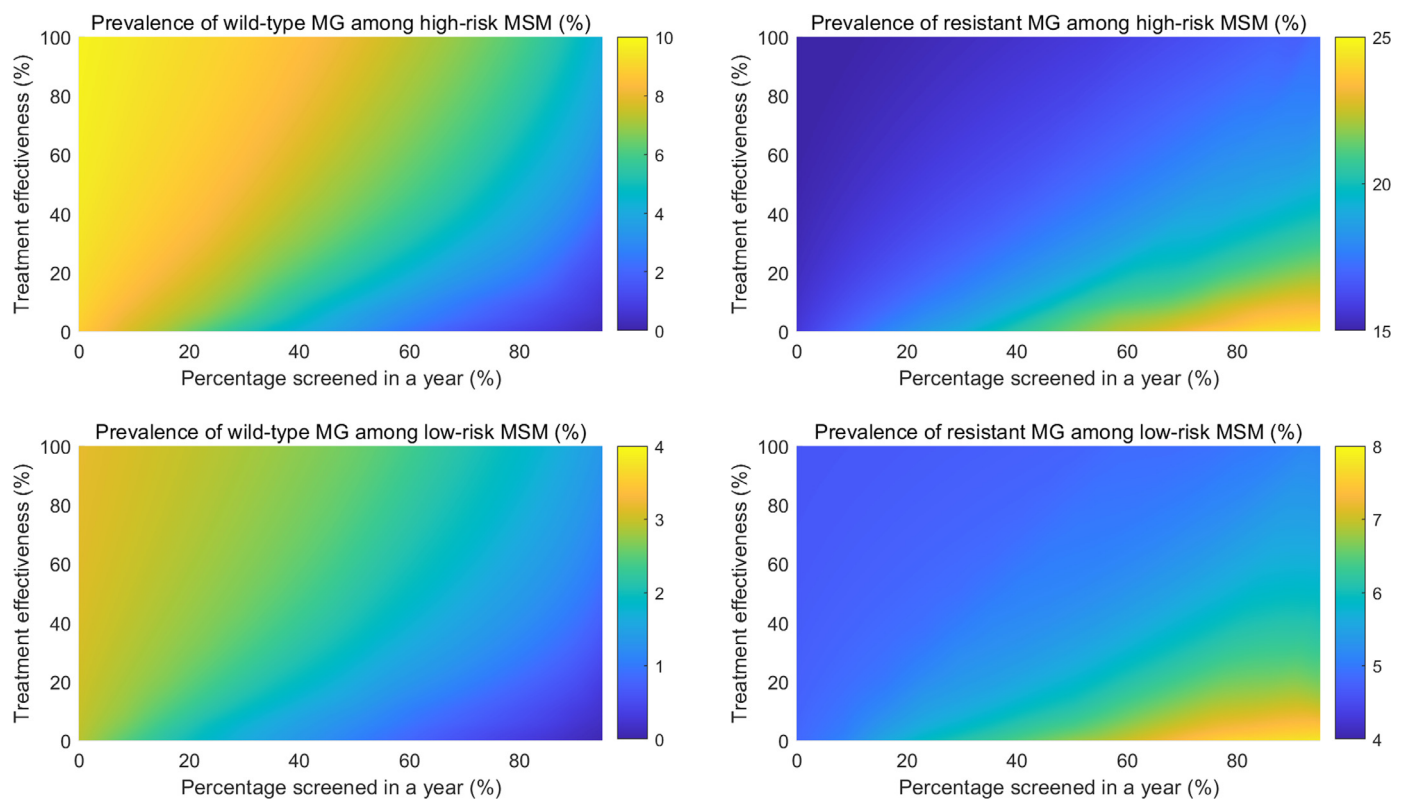 Prevalence of wild-type MG among high-risk MSM (%)
Treatment effectiveness (%)
100
80
60
40
20
0
0 20 40 60 80
Percentage screened in a year (%)
10
8
6
4
2
0
Prevalence of resistant MG among high-risk MSM (%)
Treatment effectiveness (%)
100
80
60
40
20
0
0 20 40 60 80
Percentage screened in a year (%)
25
20
15
Prevalence of wild-type MG among low-risk MSM (%)
Treatment effectiveness (%)
100
80
60
40
20
0
0 20 40 60 80
Percentage screened in a year (%)
4
3
2
1
0
Prevalence of resistant MG among low-risk MSM (%)
Treatment effectiveness (%)
100
80
60
40
20
0
0 20 40 60 80
Percentage screened in a year (%)
8
7
6
5
4